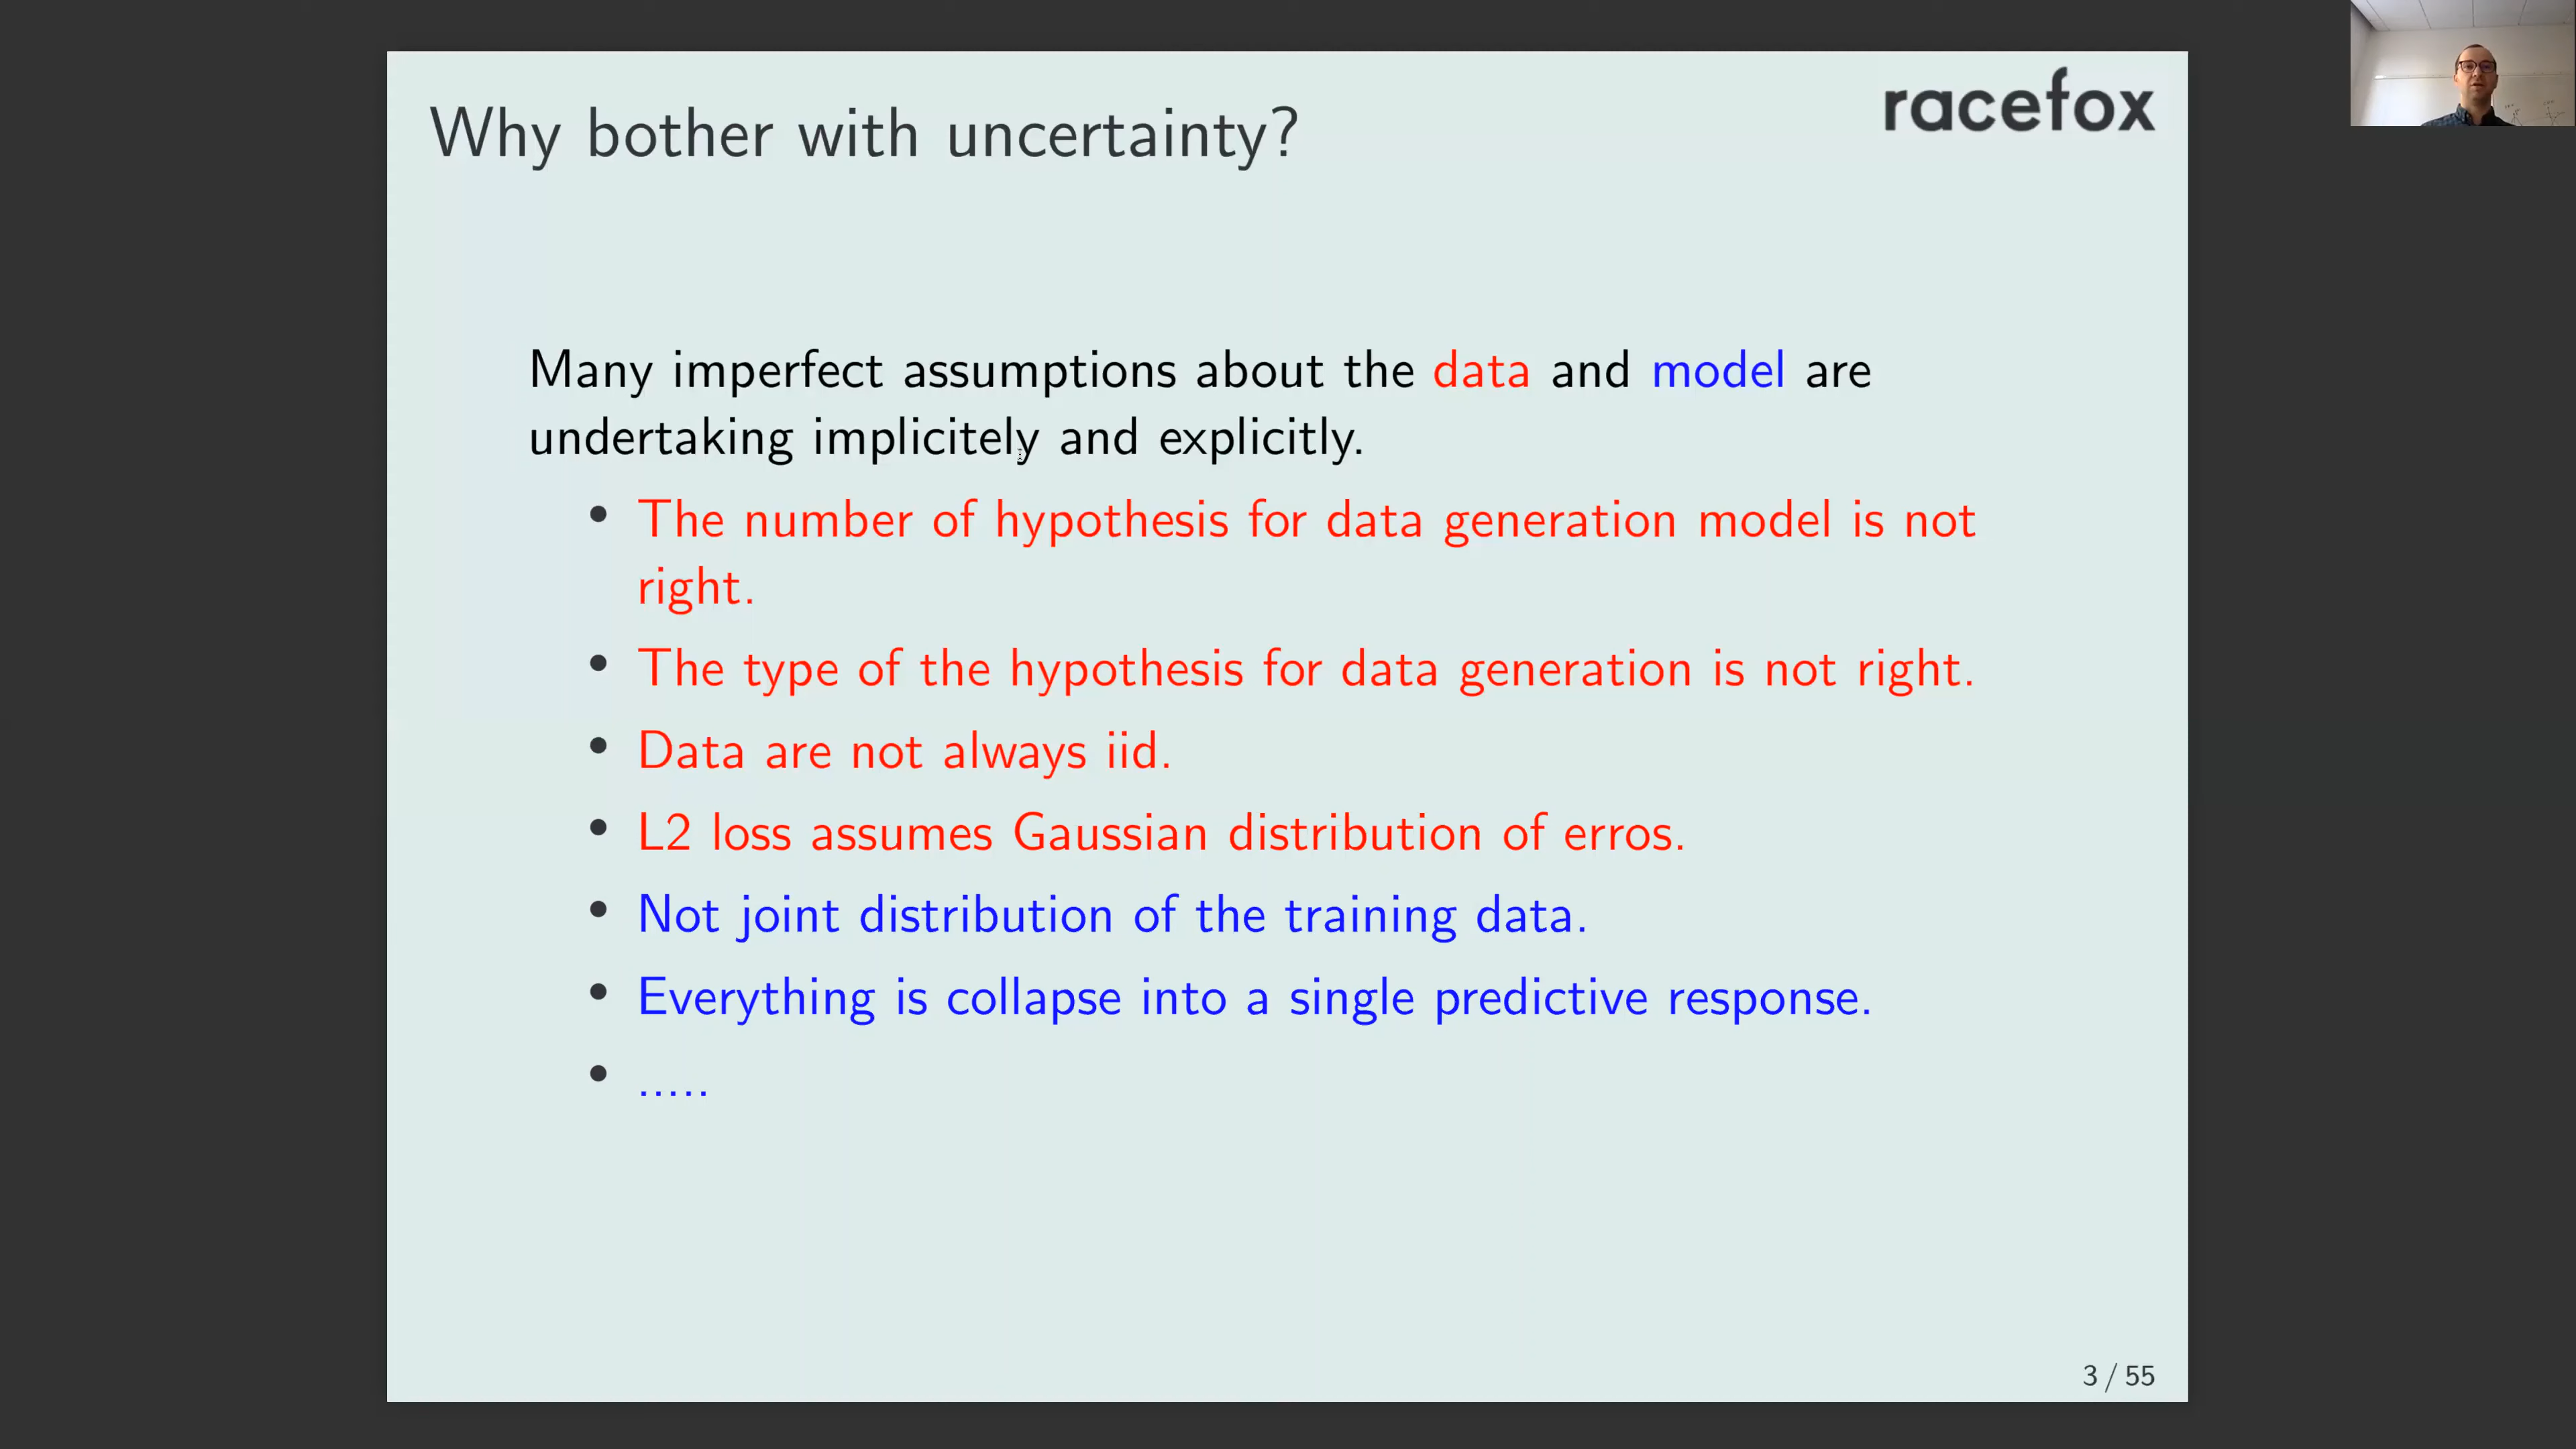 Why bother with uncertainty?
racefox
Many imperfect assumptions about the data and model are
undertaking implicitely and explicitly.
• The number of hypothesis for data generation model is not
right.
• The type of the hypothesis for data generation is not right.
• Data are not always iid.
• L2 loss assumes Gaussian distribution of erros.
• Not joint distribution of the training data.
• Everything is collapse into a single predictive response.
• .....
3 / 55